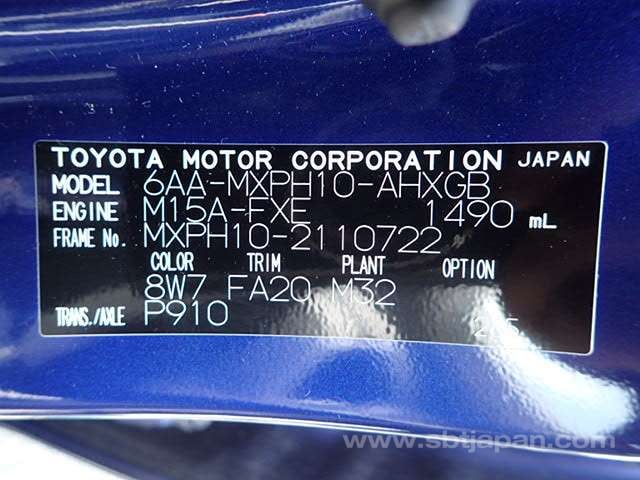 TOYOTA MOTOR CORPORATION JAPAN
MODEL 6AA-MXPH10-AHXGB
ENGINE M15A-FXE 1490 mL
FRAME No. MXPH10-2110722
COLOR TRIM PLANT OPTION
8W7 FA20 M32
TRANS./AXLE P910
www.sbtjapan.com